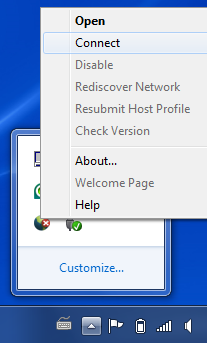 Open
Connect
Disable
Rediscover Network
Resubmit Host Profile
Check Version
About...
Welcome Page
Help
Customize...